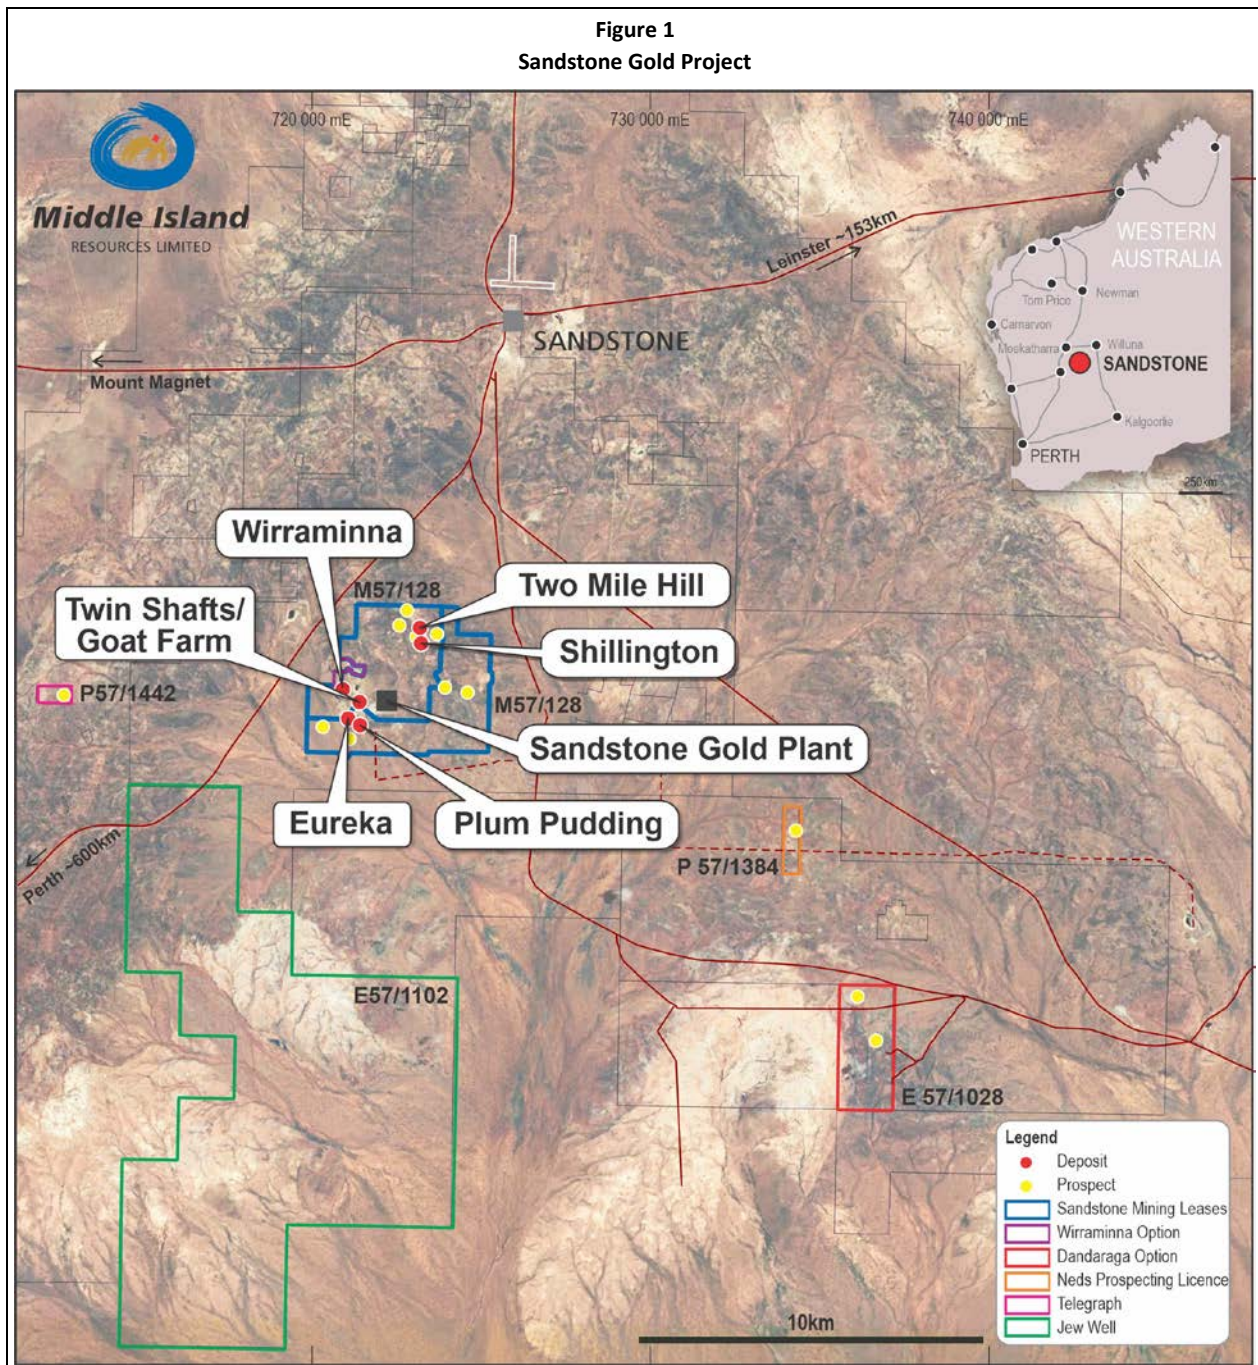 Figure 1
Sandstone Gold Project
720 000 mE
730 000 mE
740 000 mE
Middle Island
RESOURCES LIMITED
Leinster ~153km
SANDSTONE
Mount Magnet
WESTERN
AUSTRALIA
Tom Price
Newman
Carnarvon
Meekatharra
Wiluna
SANDSTONE
Kalgoorlie
PERTH
250km
Wirraminna
M57/128
Two Mile Hill
Twin Shafts/
Goat Farm
Shillington
P57/1442
M57/128
Sandstone Gold Plant
Eureka
Plum Pudding
Perth ~600km
P 57/1384
E57/1102
E 57/1028
Legend
Deposit
Prospect
Sandstone Mining Leases
Wirraminna Option
Dandaraga Option
Neds Prospecting Licence
Telegraph
Jew Well
10km